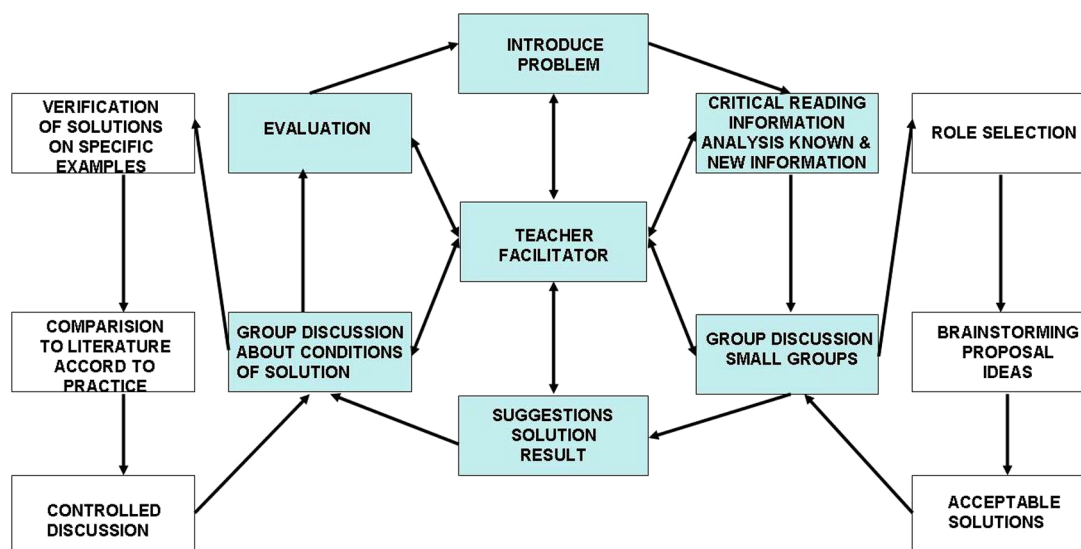 INTRODUCE
PROBLEM
VERIFICATION
OF SOLUTIONS
ON SPECIFIC
EXAMPLES
EVALUATION
CRITICAL READING
INFORMATION
ANALYSIS KNOWN &
NEW INFORMATION
ROLE SELECTION
TEACHER
FACILITATOR
COMPARISION
TO LITERATURE
ACCORD TO
PRACTICE
GROUP DISCUSSION
ABOUT CONDITIONS
OF SOLUTION
GROUP DISCUSSION
SMALL GROUPS
BRAINSTORMING
PROPOSAL
IDEAS
SUGGESTIONS
SOLUTION
RESULT
CONTROLLED
DISCUSSION
ACCEPTABLE
SOLUTIONS